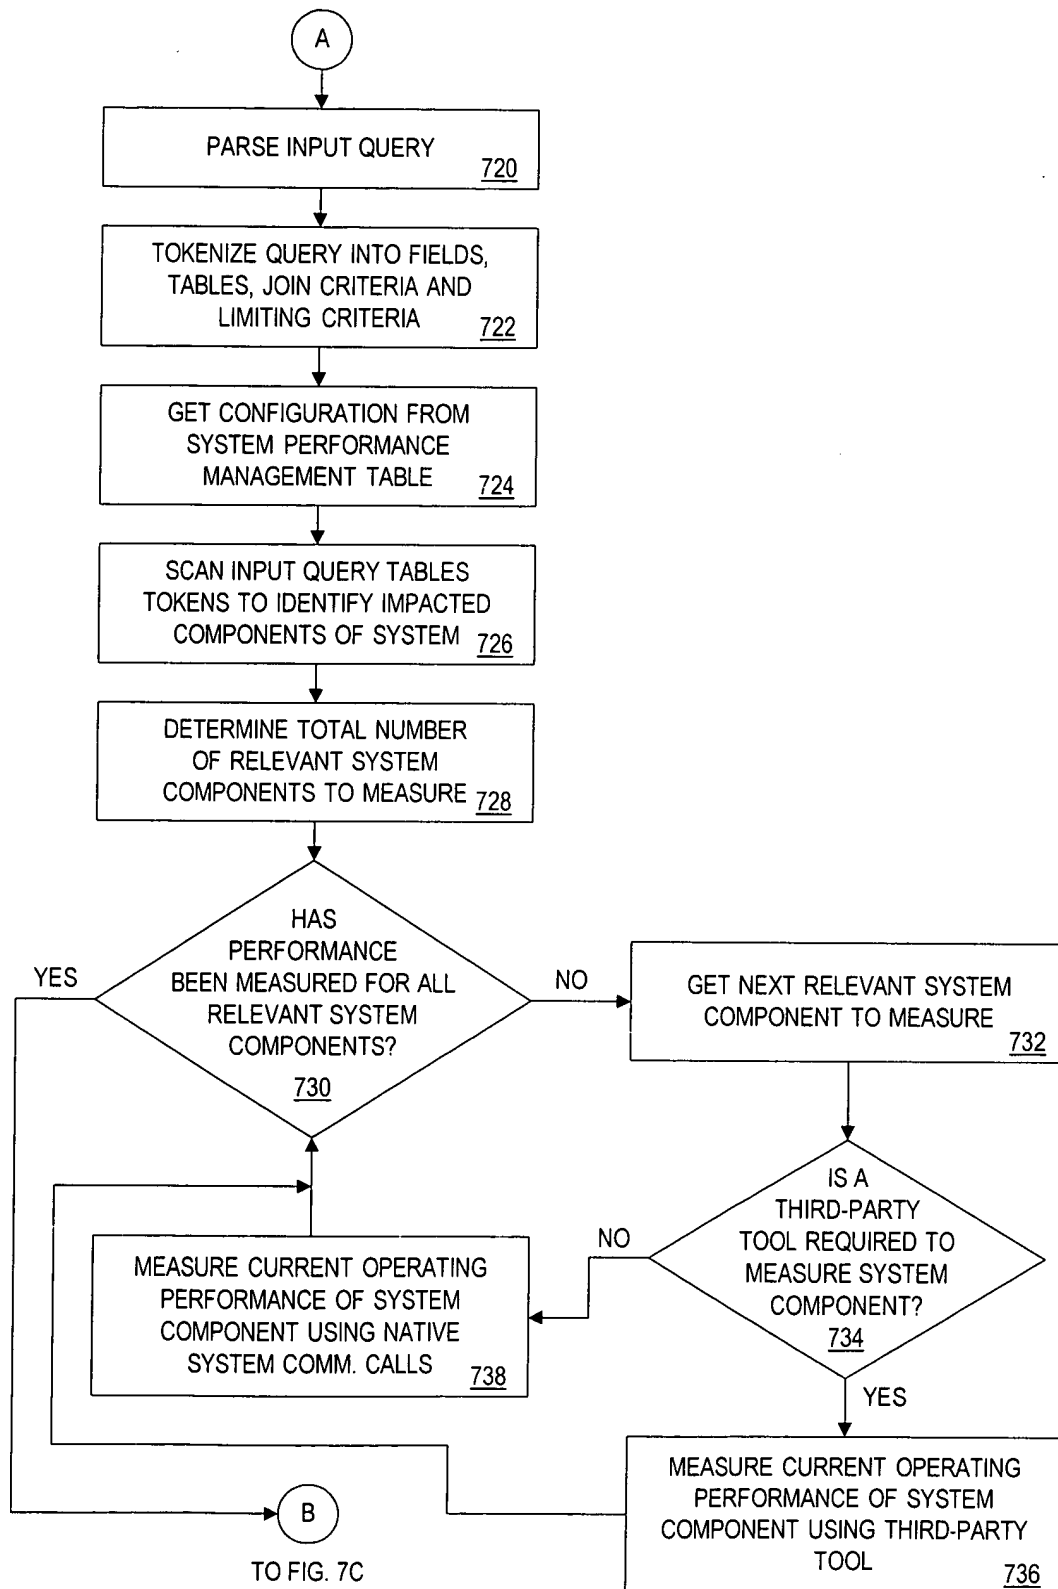 A
PARSE INPUT QUERY
720
TOKENIZE QUERY INTO FIELDS,
TABLES, JOIN CRITERIA AND
LIMITING CRITERIA
722
GET CONFIGURATION FROM
SYSTEM PERFORMANCE
MANAGEMENT TABLE
724
SCAN INPUT QUERY TABLES
TOKENS TO IDENTIFY IMPACTED
COMPONENTS OF SYSTEM
726
DETERMINE TOTAL NUMBER
OF RELEVANT SYSTEM
COMPONENTS TO MEASURE
728
HAS
PERFORMANCE
BEEN MEASURED FOR ALL
RELEVANT SYSTEM
COMPONENTS?
730
YES
NO
GET NEXT RELEVANT SYSTEM
COMPONENT TO MEASURE
732
IS A
THIRD-PARTY
TOOL REQUIRED TO
MEASURE SYSTEM
COMPONENT?
734
NO
YES
MEASURE CURRENT OPERATING
PERFORMANCE OF SYSTEM
COMPONENT USING NATIVE
SYSTEM COMM. CALLS
738
MEASURE CURRENT OPERATING
PERFORMANCE OF SYSTEM
COMPONENT USING THIRD-PARTY
TOOL
736
B
TO FIG. 7C